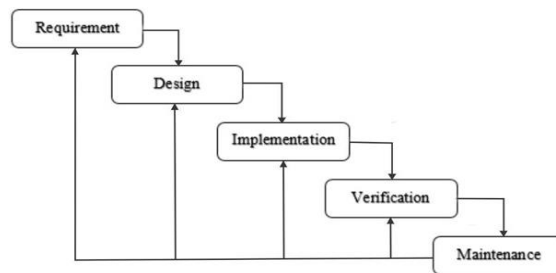 Requirement
Design
Implementation
Verification
Maintenance